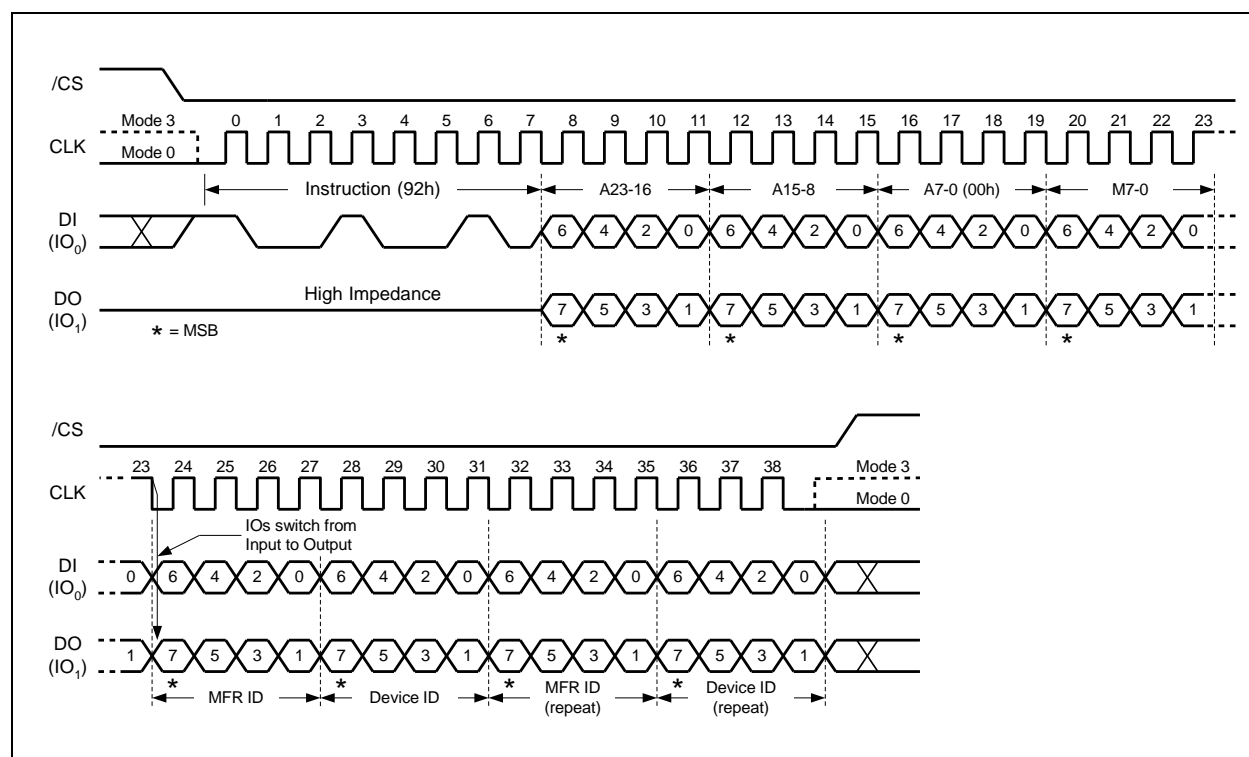 /CS
Mode 3 0 1 2 3 4 5 6 7 8 9 10 11 12 13 14 15 16 17 18 19 20 21 22 23
CLK
Mode 0
Instruction (92h) A23-16 A15-8 A7-0 (00h) M7-0
DI
(IO0)
6 4 2 0 6 4 2 0 6 4 2 0 6 4 2 0
High Impedance
DO
(IO1)
7 5 3 1 7 5 3 1 7 5 3 1 7 5 3 1
* = MSB
* * * *
/CS
23 24 25 26 27 28 29 30 31 32 33 34 35 36 37 38 Mode 3
CLK
Mode 0
IOs switch from
Input to Output
DI
(IO0)
0 6 4 2 0 6 4 2 0 6 4 2 0 6 4 2 0
DO
(IO1)
1 7 5 3 1 7 5 3 1 7 5 3 1 7 5 3 1
* * * *
MFR ID Device ID MFR ID
(repeat)
Device ID
(repeat)